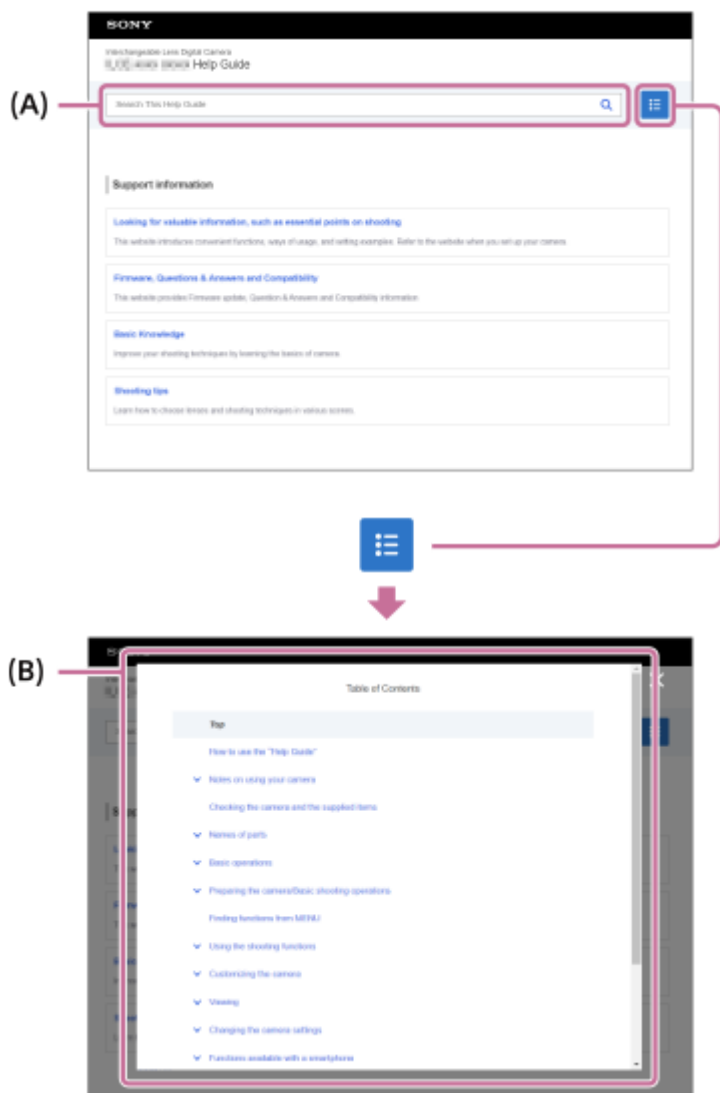 SONY
Interchangeable Lens Digital Camera
Help Guide
(A)
Search This Help Guide
Support information
Looking for valuable information, such as essential points on shooting
This website introduces convenient functions, ways of usage, and setting examples. Refer to the website when you set up your camera.
Firmware, Questions & Answers and Compatibility
This website provides Firmware update, Question & Answers and Compatibility information
Basic Knowledge
Improve your shooting techniques by learning the basics of camera.
Shooting tips
Learn how to choose lenses and shooting techniques in various scenes.
(B)
Table of Contents
Top
How to use the "Help Guide"
Notes on using your camera
Checking the camera and the supplied items
Names of parts
Basic operations
Preparing the camera/Basic shooting operations
Finding functions from MENU
Using the shooting functions
Customizing the camera
Viewing
Changing the camera settings
Functions available with a smartphone